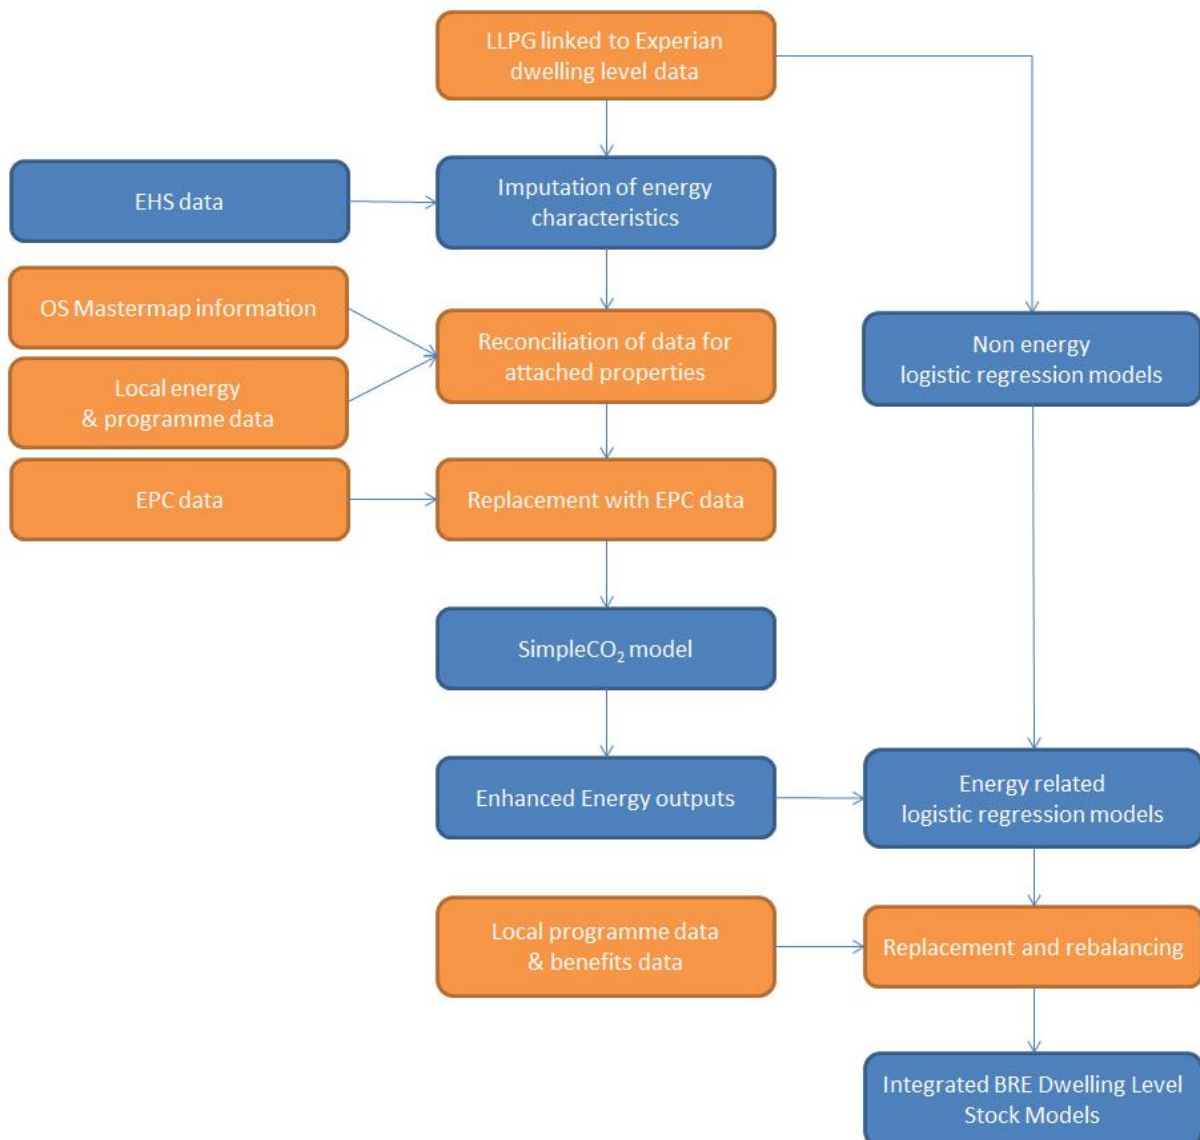 LLPG linked to Experian
dwelling level data
EHS data
Imputation of energy
characteristics
OS Mastermap information
Local energy
& programme data
Reconciliation of data for
attached properties
Non energy
logistic regression models
EPC data
Replacement with EPC data
SimpleCO₂ model
Enhanced Energy outputs
Energy related
logistic regression models
Local programme data
& benefits data
Replacement and rebalancing
Integrated BRE Dwelling Level
Stock Models